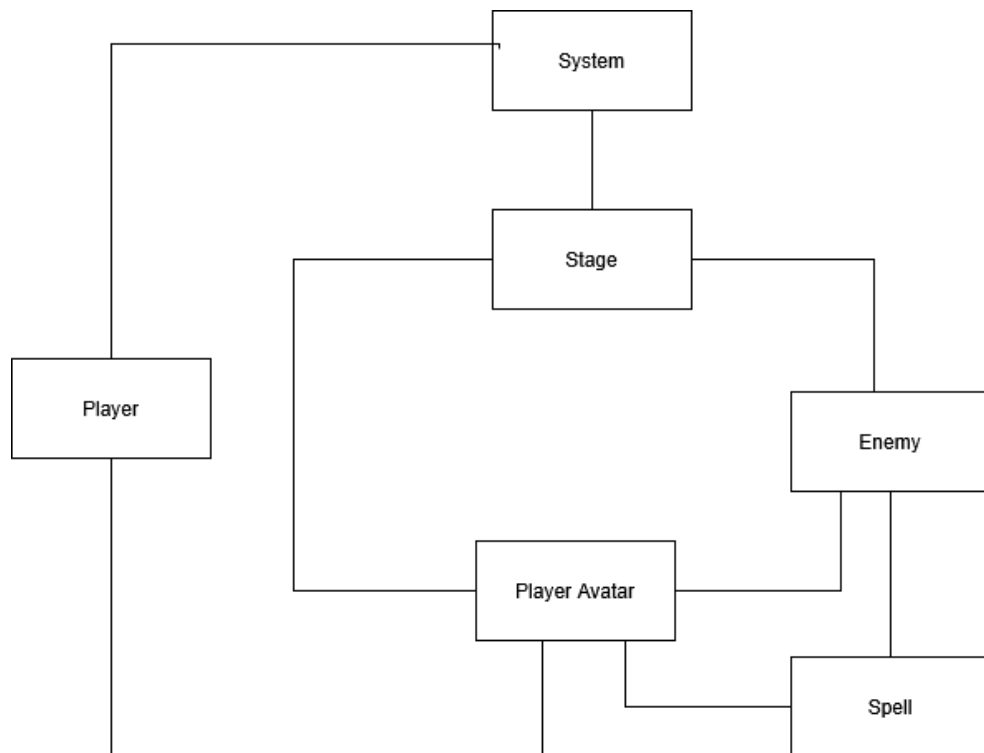 System
Stage
Player
Enemy
Player Avatar
Spell